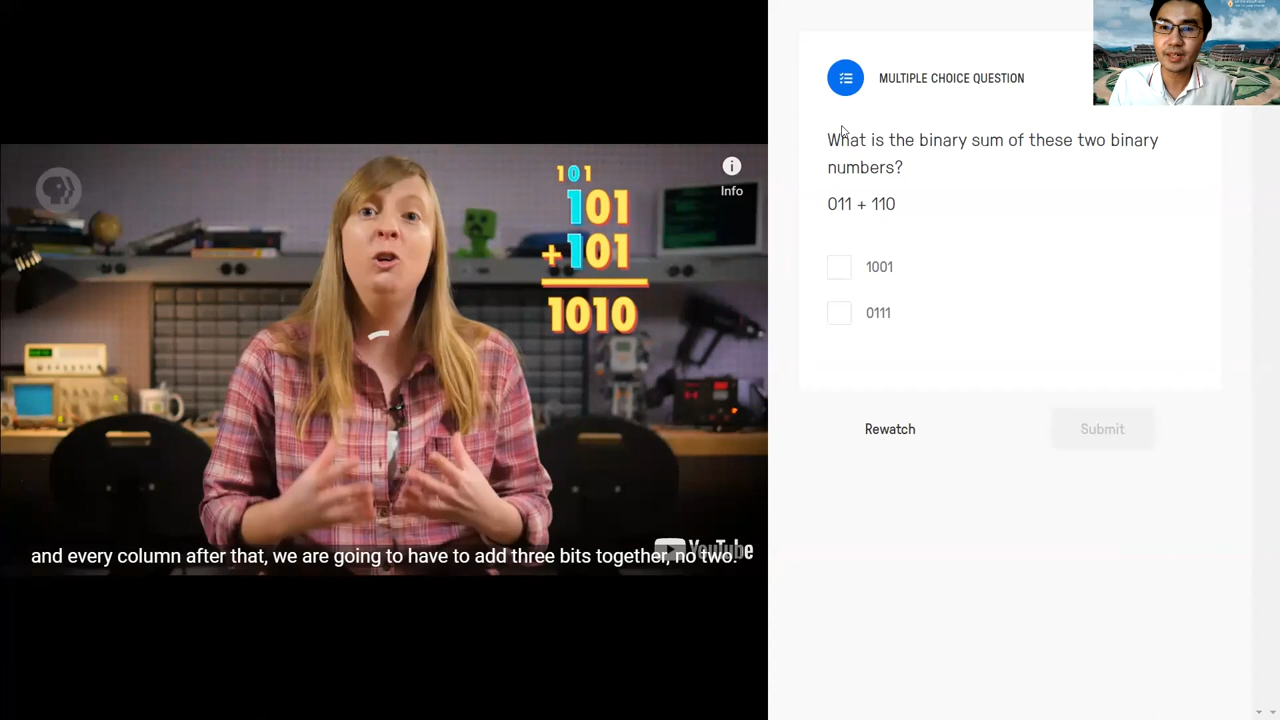 101
101
+101
1010
Info
and every column after that, we are going to have to add three bits together, no two.
YouTube
MULTIPLE CHOICE QUESTION
What is the binary sum of these two binary
numbers?
011 + 110
1001
0111
Rewatch
Submit